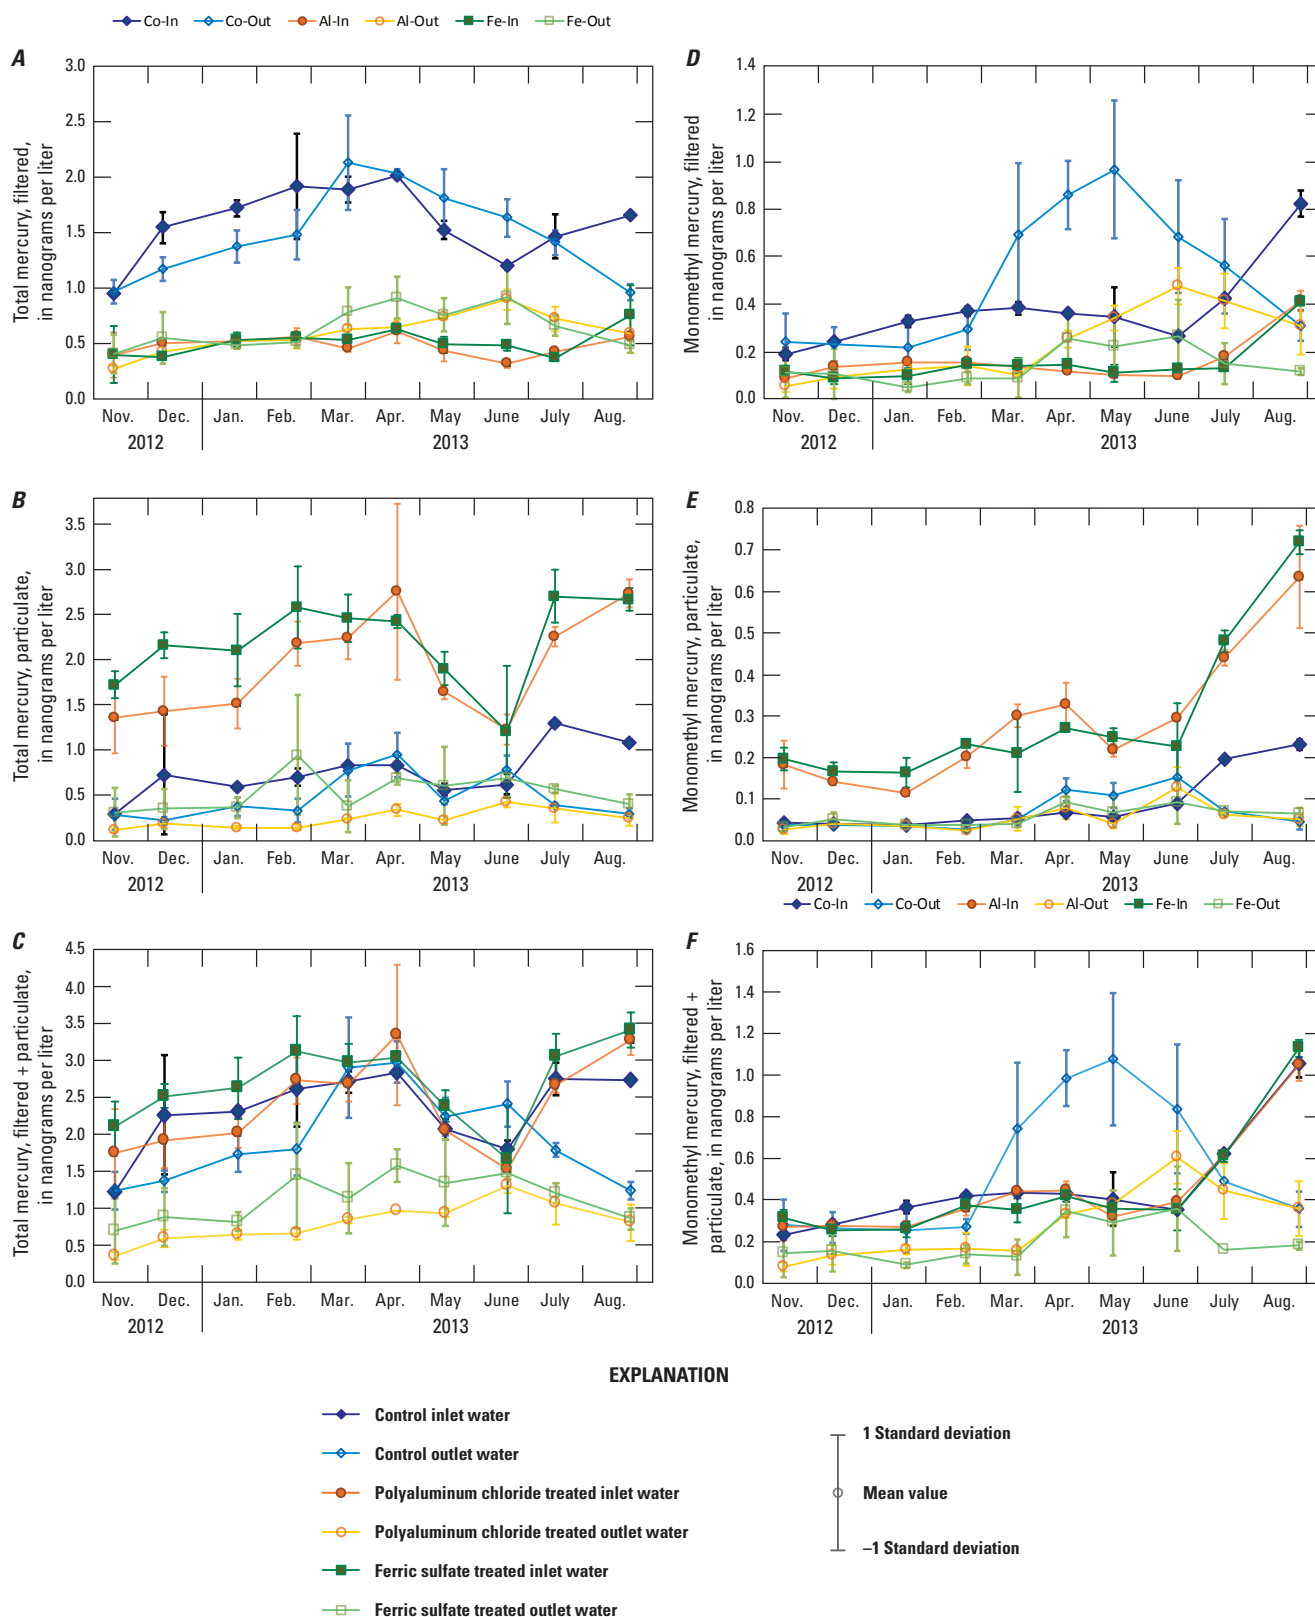 Co-In Co-Out Al-In Al-Out Fe-In Fe-Out
A
Total mercury, filtered,
in nanograms per liter
3.0
2.5
2.0
1.5
1.0
0.5
0.0
Nov. Dec. Jan. Feb. Mar. Apr. May June July Aug.
2012 2013
D
Monomethyl mercury, filtered
in nanograms per liter
1.4
1.2
1.0
0.8
0.6
0.4
0.2
0.0
Nov. Dec. Jan. Feb. Mar. Apr. May June July Aug.
2012 2013
B
Total mercury, particulate,
in nanograms per liter
3.5
3.0
2.5
2.0
1.5
1.0
0.5
0.0
Nov. Dec. Jan. Feb. Mar. Apr. May June July Aug.
2012 2013
E
Monomethyl mercury, particulate,
in nanograms per liter
0.8
0.7
0.6
0.5
0.4
0.3
0.2
0.1
0.0
Nov. Dec. Jan. Feb. Mar. Apr. May June July Aug.
2012 2013
Co-In Co-Out Al-In Al-Out Fe-In Fe-Out
C
Total mercury, filtered + particulate,
in nanograms per liter
4.5
4.0
3.5
3.0
2.5
2.0
1.5
1.0
0.5
0.0
Nov. Dec. Jan. Feb. Mar. Apr. May June July Aug.
2012 2013
F
Monomethyl mercury, filtered +
particulate, in nanograms per liter
1.6
1.4
1.2
1.0
0.8
0.6
0.4
0.2
0.0
Nov. Dec. Jan. Feb. Mar. Apr. May June July Aug.
2012 2013
EXPLANATION
Control inlet water
Control outlet water
Polyaluminum chloride treated inlet water
Polyaluminum chloride treated outlet water
Ferric sulfate treated inlet water
Ferric sulfate treated outlet water
1 Standard deviation
Mean value
–1 Standard deviation